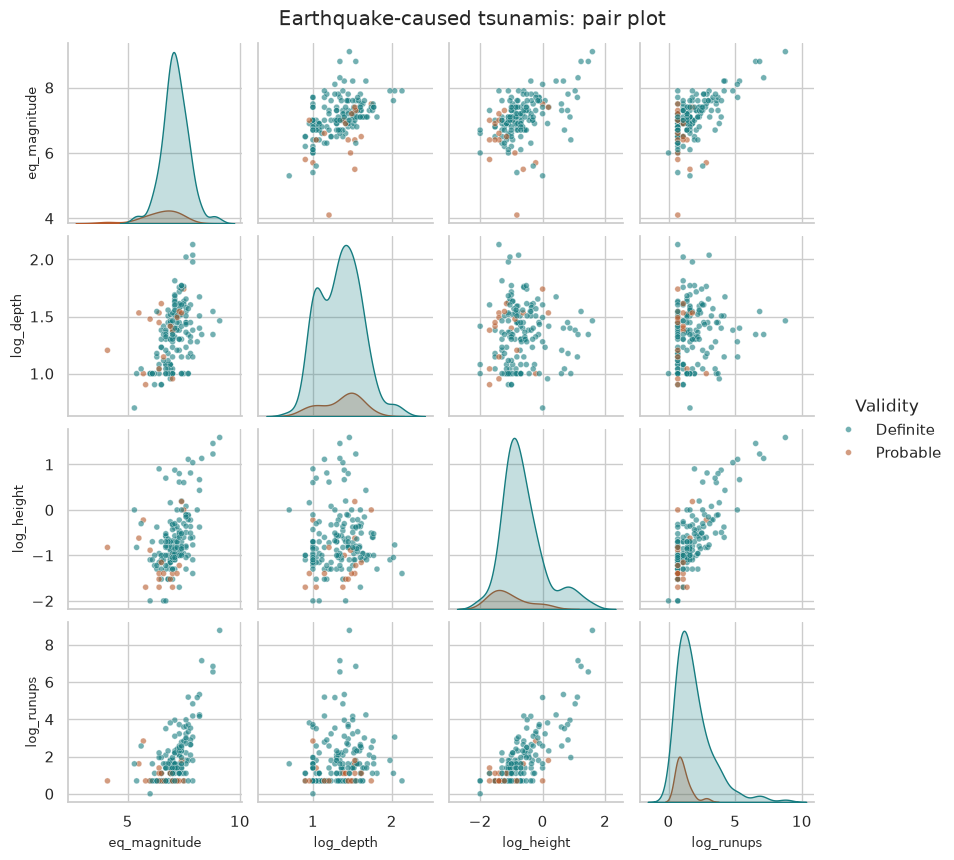 Earthquake-caused tsunamis: pair plot
eq_magnitude
8
6
4
log_depth
2.0
1.5
1.0
Validity
Definite
Probable
log_height
1
0
−1
−2
log_runups
8
6
4
2
0
5 10 1 2 −2 0 2 0 5 10
eq_magnitude log_depth log_height log_runups